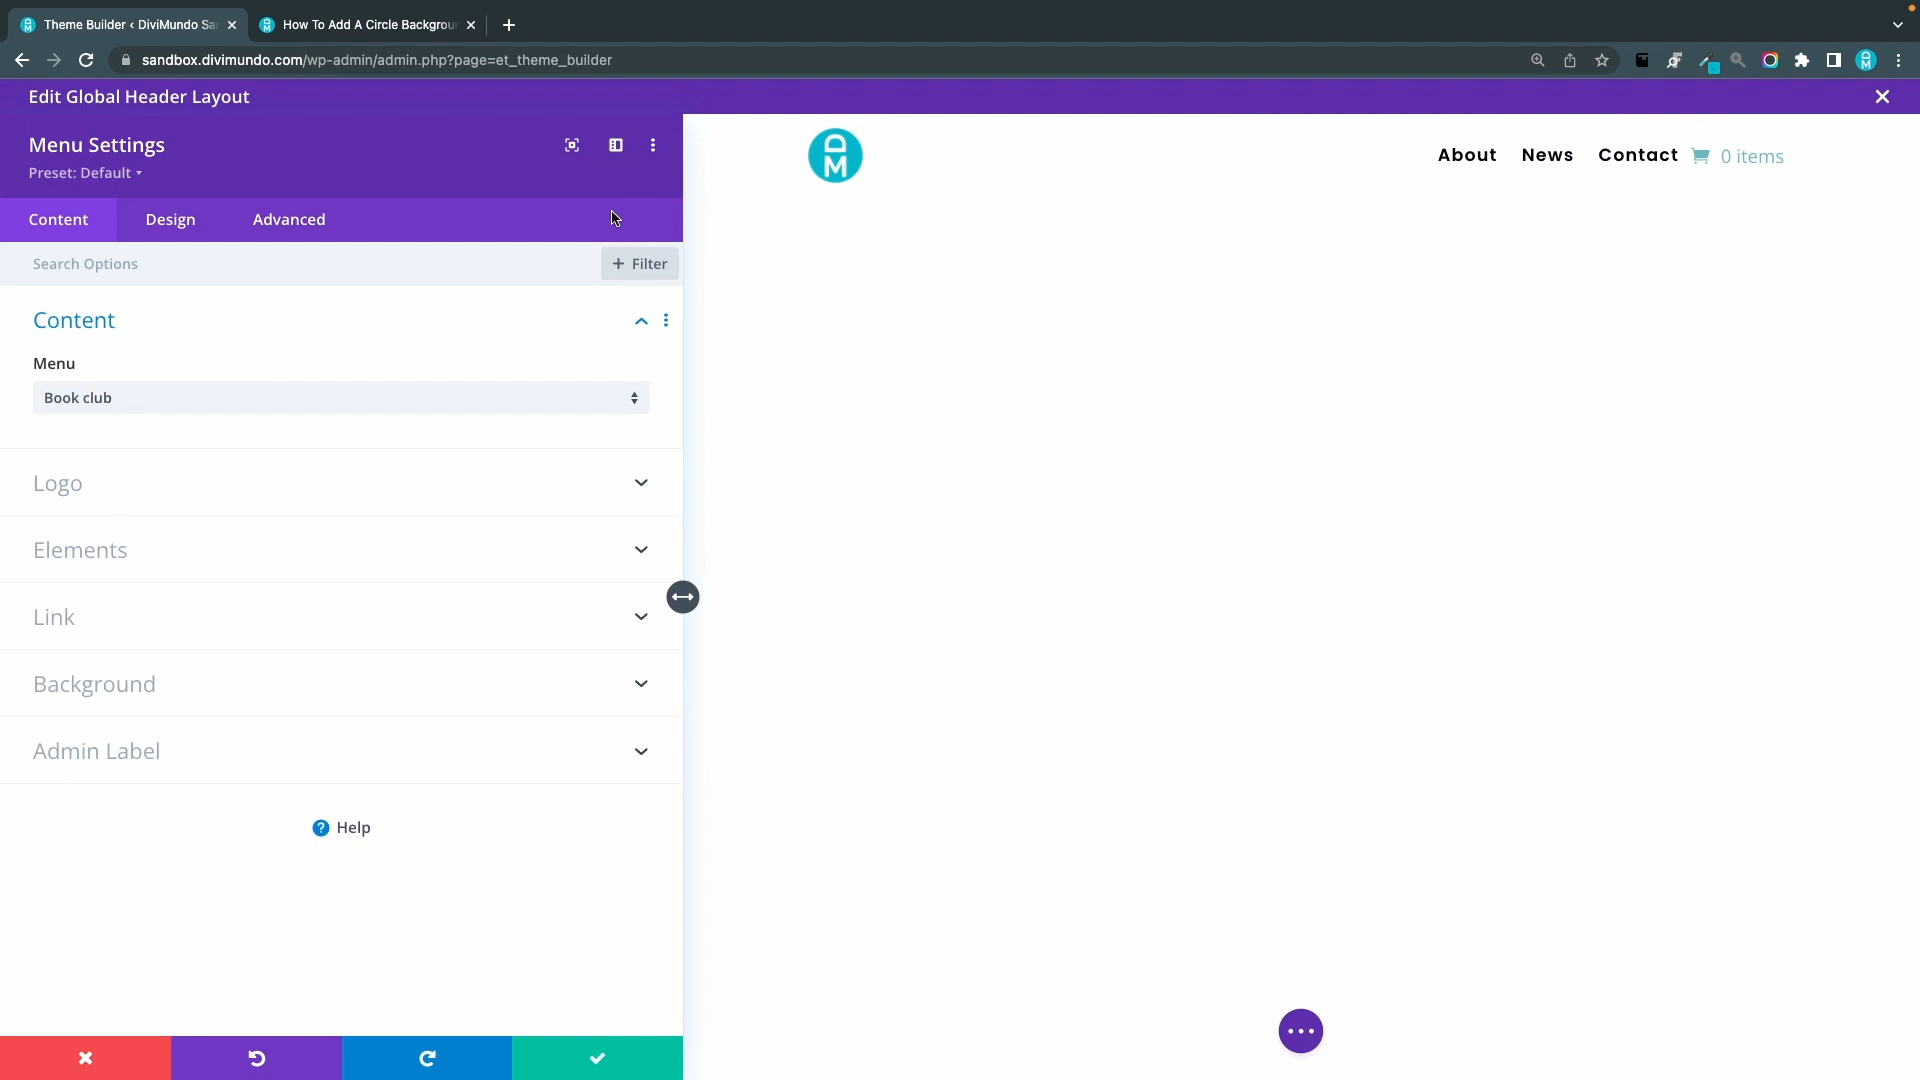 Theme Builder ‹ DiviMundo Sa
How To Add A Circle Backgrou
sandbox.divimundo.com/wp-admin/admin.php?page=et_theme_builder
Edit Global Header Layout
Menu Settings
Preset: Default
Content
Design
Advanced
Search Options
+ Filter
Content
Menu
Book club
Logo
Elements
Link
Background
Admin Label
? Help
DM
About
News
Contact
0 items